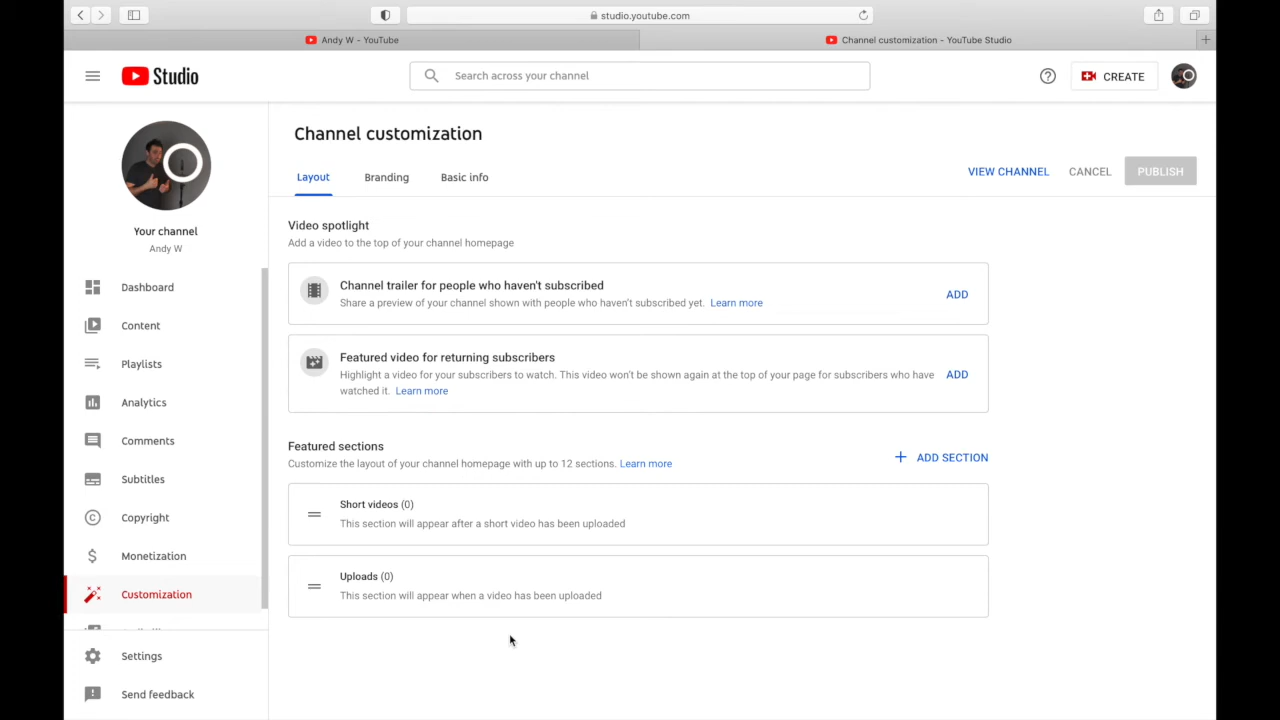 studio.youtube.com
Andy W - YouTube
Channel customization - YouTube Studio
Studio
Search across your channel
CREATE
Channel customization
Layout
Branding
Basic info
VIEW CHANNEL
CANCEL
PUBLISH
Your channel
Andy W
Dashboard
Content
Playlists
Analytics
Comments
Subtitles
Copyright
Monetization
Customization
Settings
Send feedback
Video spotlight
Add a video to the top of your channel homepage
Channel trailer for people who haven't subscribed
Share a preview of your channel shown with people who haven't subscribed yet. Learn more
ADD
Featured video for returning subscribers
Highlight a video for your subscribers to watch. This video won't be shown again at the top of your page for subscribers who have
watched it. Learn more
ADD
Featured sections
Customize the layout of your channel homepage with up to 12 sections. Learn more
+ ADD SECTION
Short videos (0)
This section will appear after a short video has been uploaded
Uploads (0)
This section will appear when a video has been uploaded